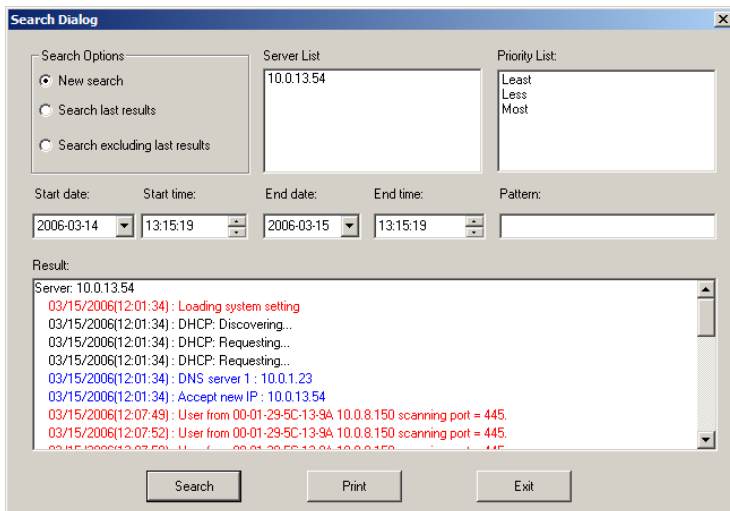 Search Dialog
Search Options
New search
Search last results
Search excluding last results
Server List
10.0.13.54
Priority List:
Least
Less
Most
Start date:
Start time:
End date:
End time:
Pattern:
2006-03-14
13:15:19
2006-03-15
13:15:19
Result:
Server: 10.0.13.54
03/15/2006(12:01:34) : Loading system setting
03/15/2006(12:01:34) : DHCP: Discovering...
03/15/2006(12:01:34) : DHCP: Requesting...
03/15/2006(12:01:34) : DHCP: Requesting...
03/15/2006(12:01:34) : DNS server 1 : 10.0.1.23
03/15/2006(12:01:34) : Accept new IP : 10.0.13.54
03/15/2006(12:07:49) : User from 00-01-29-5C-13-9A 10.0.8.150 scanning port = 445.
03/15/2006(12:07:52) : User from 00-01-29-5C-13-9A 10.0.8.150 scanning port = 445.
Search
Print
Exit